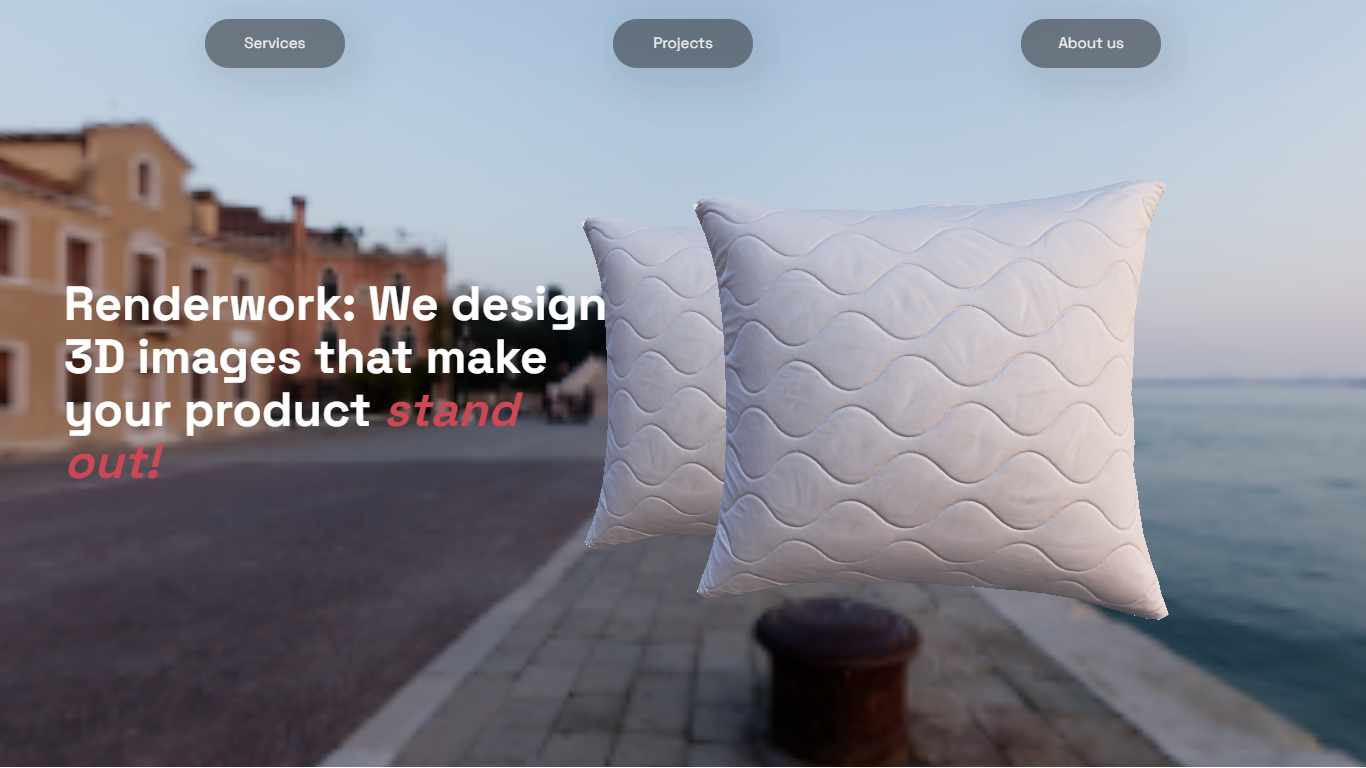 Services
Projects
About us
Renderwork: We design
3D images that make
your product stand
out!